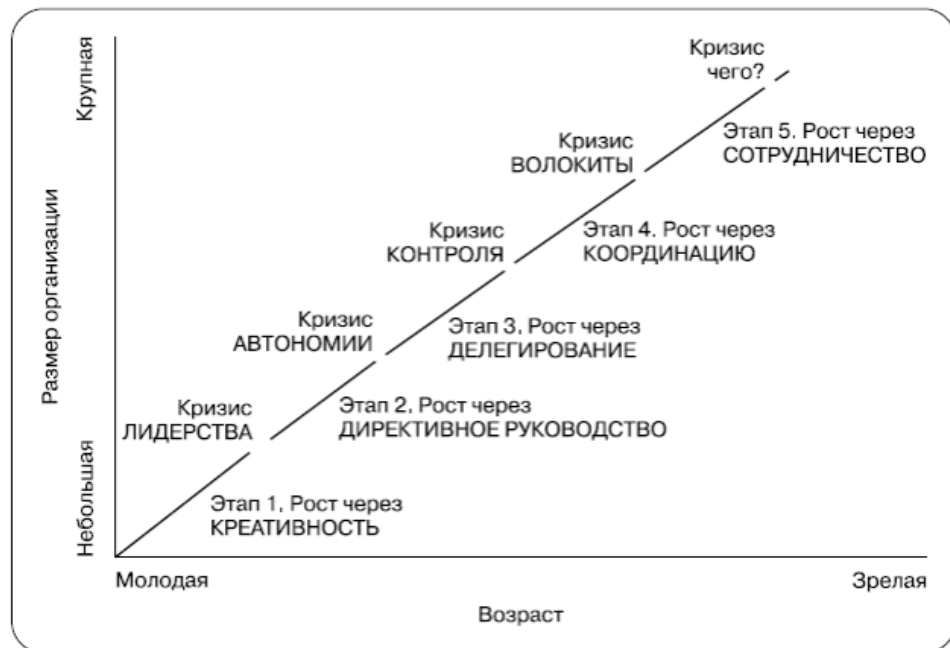 Крупная
Размер организации
Небольшая
Кризис
чего?
Этап 5. Рост через
СОТРУДНИЧЕСТВО
Кризис
ВОЛОКИТЫ
Этап 4. Рост через
КООРДИНАЦИЮ
Кризис
КОНТРОЛЯ
Этап 3. Рост через
ДЕЛЕГИРОВАНИЕ
Кризис
АВТОНОМИИ
Этап 2. Рост через
ДИРЕКТИВНОЕ РУКОВОДСТВО
Кризис
ЛИДЕРСТВА
Этап 1. Рост через
КРЕАТИВНОСТЬ
Молодая
Зрелая
Возраст